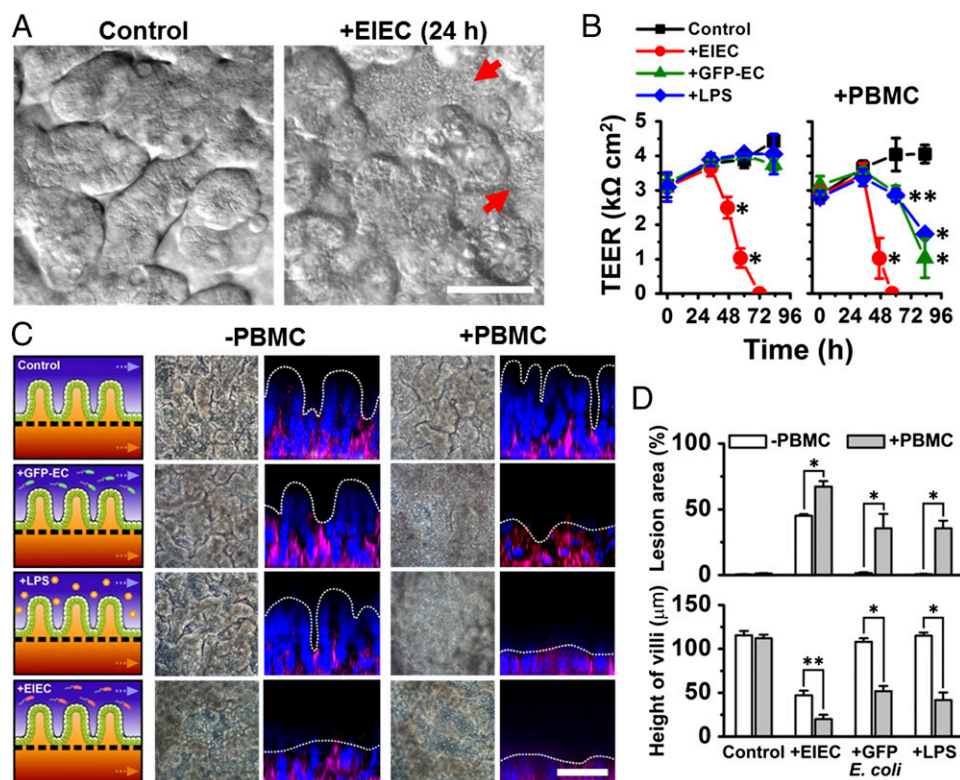 A
Control
+EIEC (24 h)
B
Control
+EIEC
+GFP-EC
+LPS
+PBMC
TEER (kΩ cm2)
5
4
3
2
1
0
*
*
**
*
*
*
*
0 24 48 72 96
0 24 48 72 96
Time (h)
C
-PBMC
+PBMC
Control
+GFP-EC
+LPS
+EIEC
D
-PBMC
+PBMC
Lesion area (%)
100
50
0
*
*
*
Height of villi (μm)
150
100
50
0
**
*
*
Control
+EIEC
+GFP
E. coli
+LPS